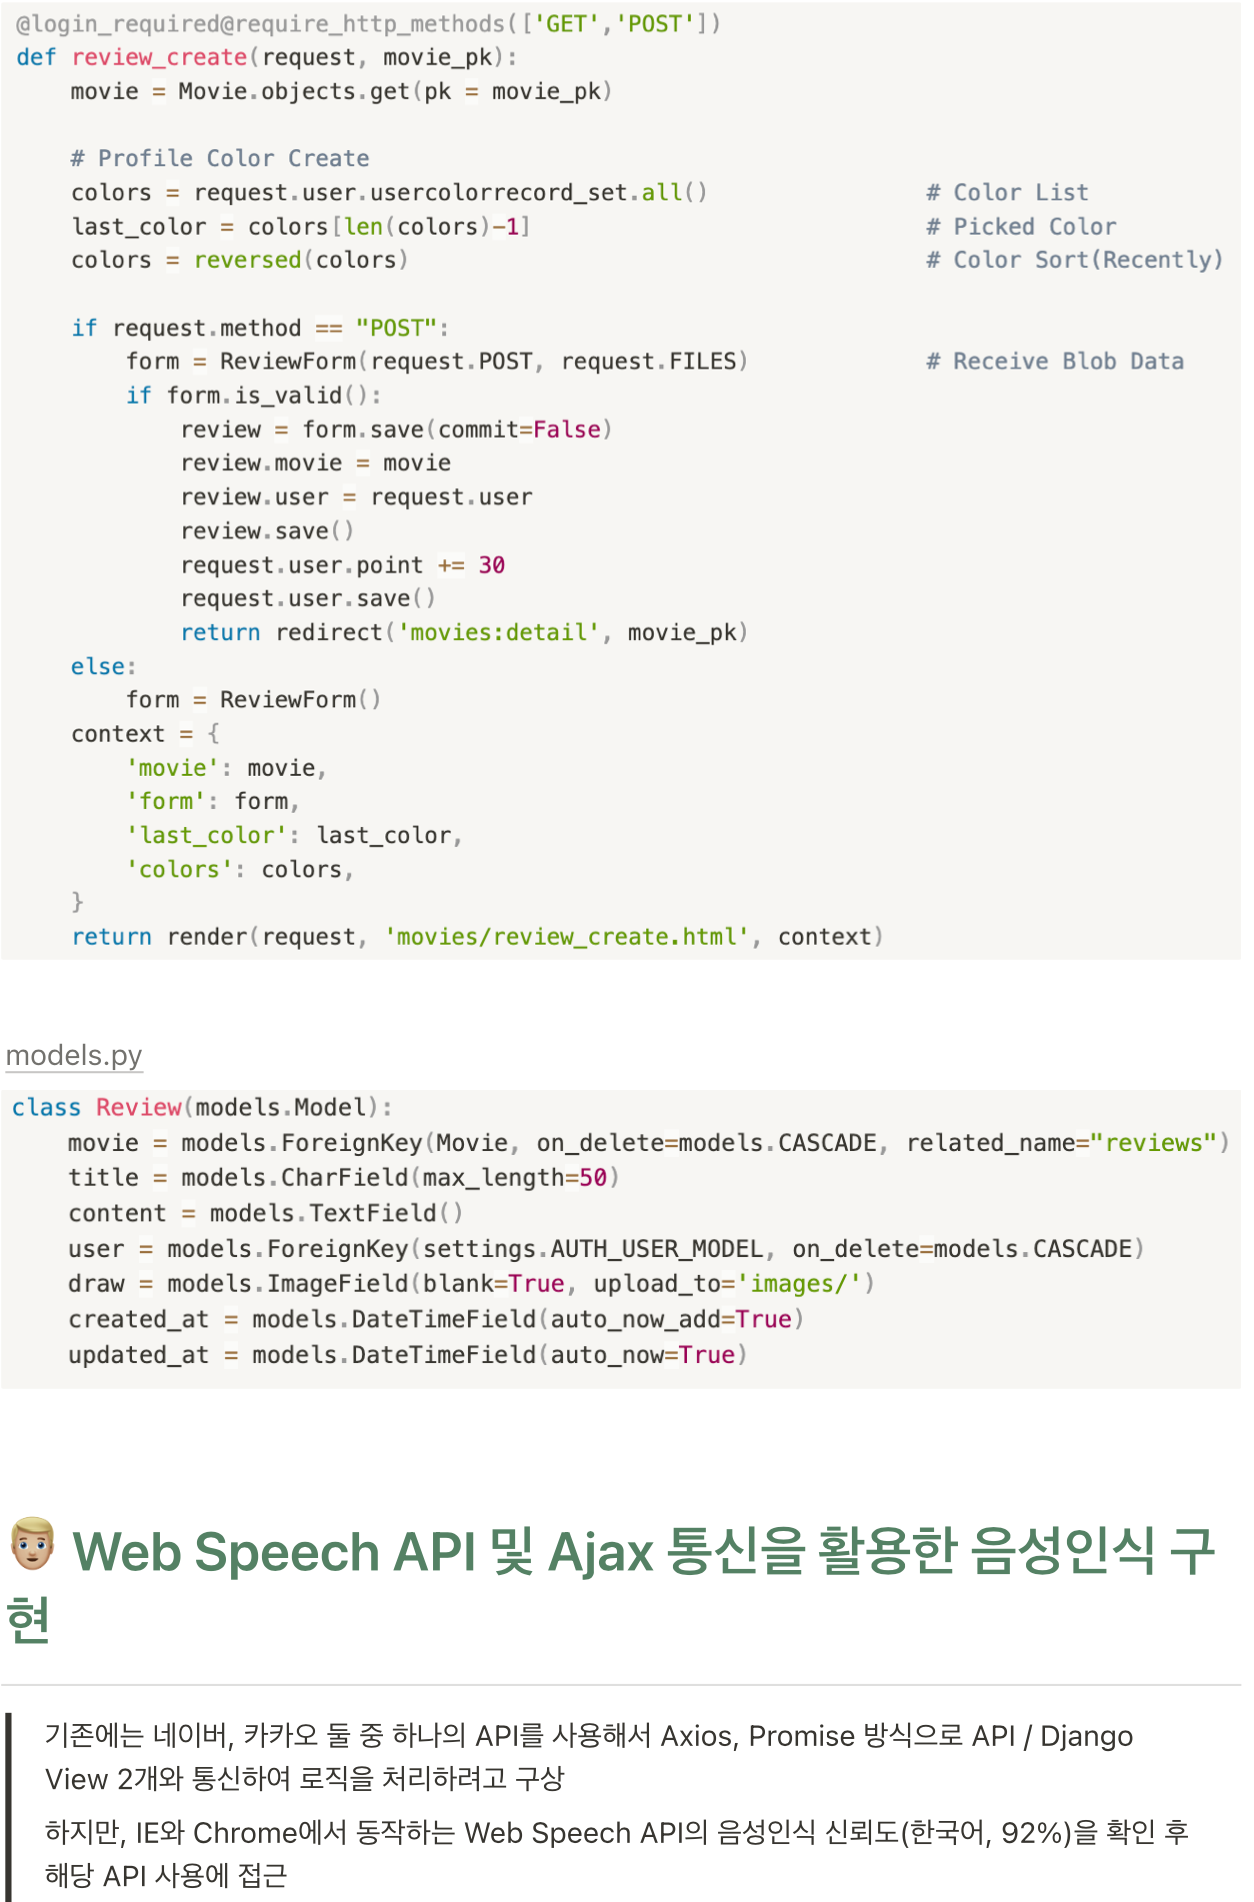 @login_required@require_http_methods(['GET','POST'])
def review_create(request, movie_pk):
    movie = Movie.objects.get(pk = movie_pk)

    # Profile Color Create
    colors = request.user.usercolorrecord_set.all()                # Color List
    last_color = colors[len(colors)-1]                             # Picked Color
    colors = reversed(colors)                                      # Color Sort(Recently)

    if request.method == "POST":
        form = ReviewForm(request.POST, request.FILES)             # Receive Blob Data
        if form.is_valid():
            review = form.save(commit=False)
            review.movie = movie
            review.user = request.user
            review.save()
            request.user.point += 30
            request.user.save()
            return redirect('movies:detail', movie_pk)
    else:
        form = ReviewForm()
    context = {
        'movie': movie,
        'form': form,
        'last_color': last_color,
        'colors': colors,
    }
    return render(request, 'movies/review_create.html', context)

models.py
class Review(models.Model):
    movie = models.ForeignKey(Movie, on_delete=models.CASCADE, related_name="reviews")
    title = models.CharField(max_length=50)
    content = models.TextField()
    user = models.ForeignKey(settings.AUTH_USER_MODEL, on_delete=models.CASCADE)
    draw = models.ImageField(blank=True, upload_to='images/')
    created_at = models.DateTimeField(auto_now_add=True)
    updated_at = models.DateTimeField(auto_now=True)

Web Speech API 및 Ajax 통신을 활용한 음성인식 구
현

기존에는 네이버, 카카오 둘 중 하나의 API를 사용해서 Axios, Promise 방식으로 API / Django
View 2개와 통신하여 로직을 처리하려고 구상
하지만, IE와 Chrome에서 동작하는 Web Speech API의 음성인식 신뢰도(한국어, 92%)을 확인 후
해당 API 사용에 접근